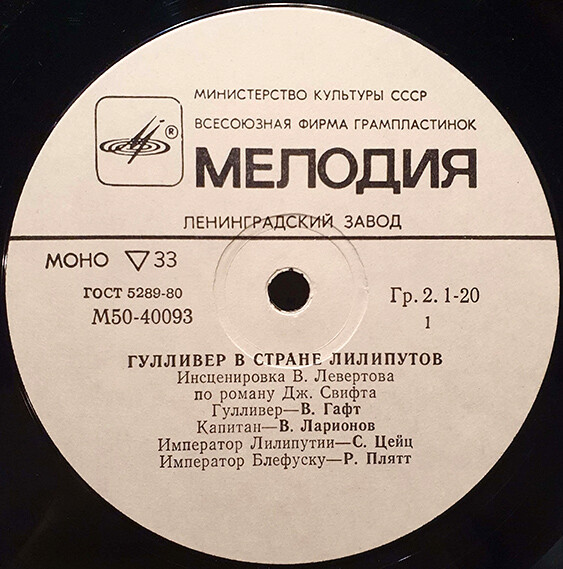 МИНИСТЕРСТВО КУЛЬТУРЫ СССР
ВСЕСОЮЗНАЯ ФИРМА ГРАМПЛАСТИНОК
®
МЕЛОДИЯ
ЛЕНИНГРАДСКИЙ ЗАВОД
МОНО ▽ 33
ГОСТ 5289-80
М50-40093
Гр. 2. 1-20
1
ГУЛЛИВЕР В СТРАНЕ ЛИЛИПУТОВ
Инсценировка В. Левертова
по роману Дж. Свифта
Гулливер—В. Гафт
Капитан—В. Ларионов
Император Лилипутии—С. Цейц
Император Блефуску—Р. Плятт